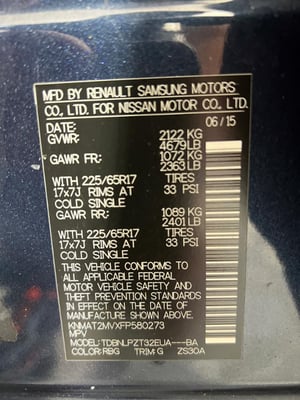 MFD BY RENAULT SAMSUNG MOTORS
CO., LTD. FOR NISSAN MOTOR CO., LTD.
DATE: 06/15
GVWR: 2122 KG
4679 LB
GAWR FR: 1072 KG
2363 LB
WITH 225/65R17 TIRES
17x7J RIMS AT 33 PSI
COLD SINGLE
GAWR RR: 1089 KG
2401 LB
WITH 225/65R17 TIRES
17x7J RIMS AT 33 PSI
COLD SINGLE
THIS VEHICLE CONFORMS TO
ALL APPLICABLE FEDERAL
MOTOR VEHICLE SAFETY
STANDARDS IN EFFECT ON
THE DATE OF MANUFACTURE
SHOWN ABOVE.
KNMAT2MVXFP580273
MPV
MODEL:TDBNLPZT32EUA---BA
COLOR:RBG TRIM:G ZS30A